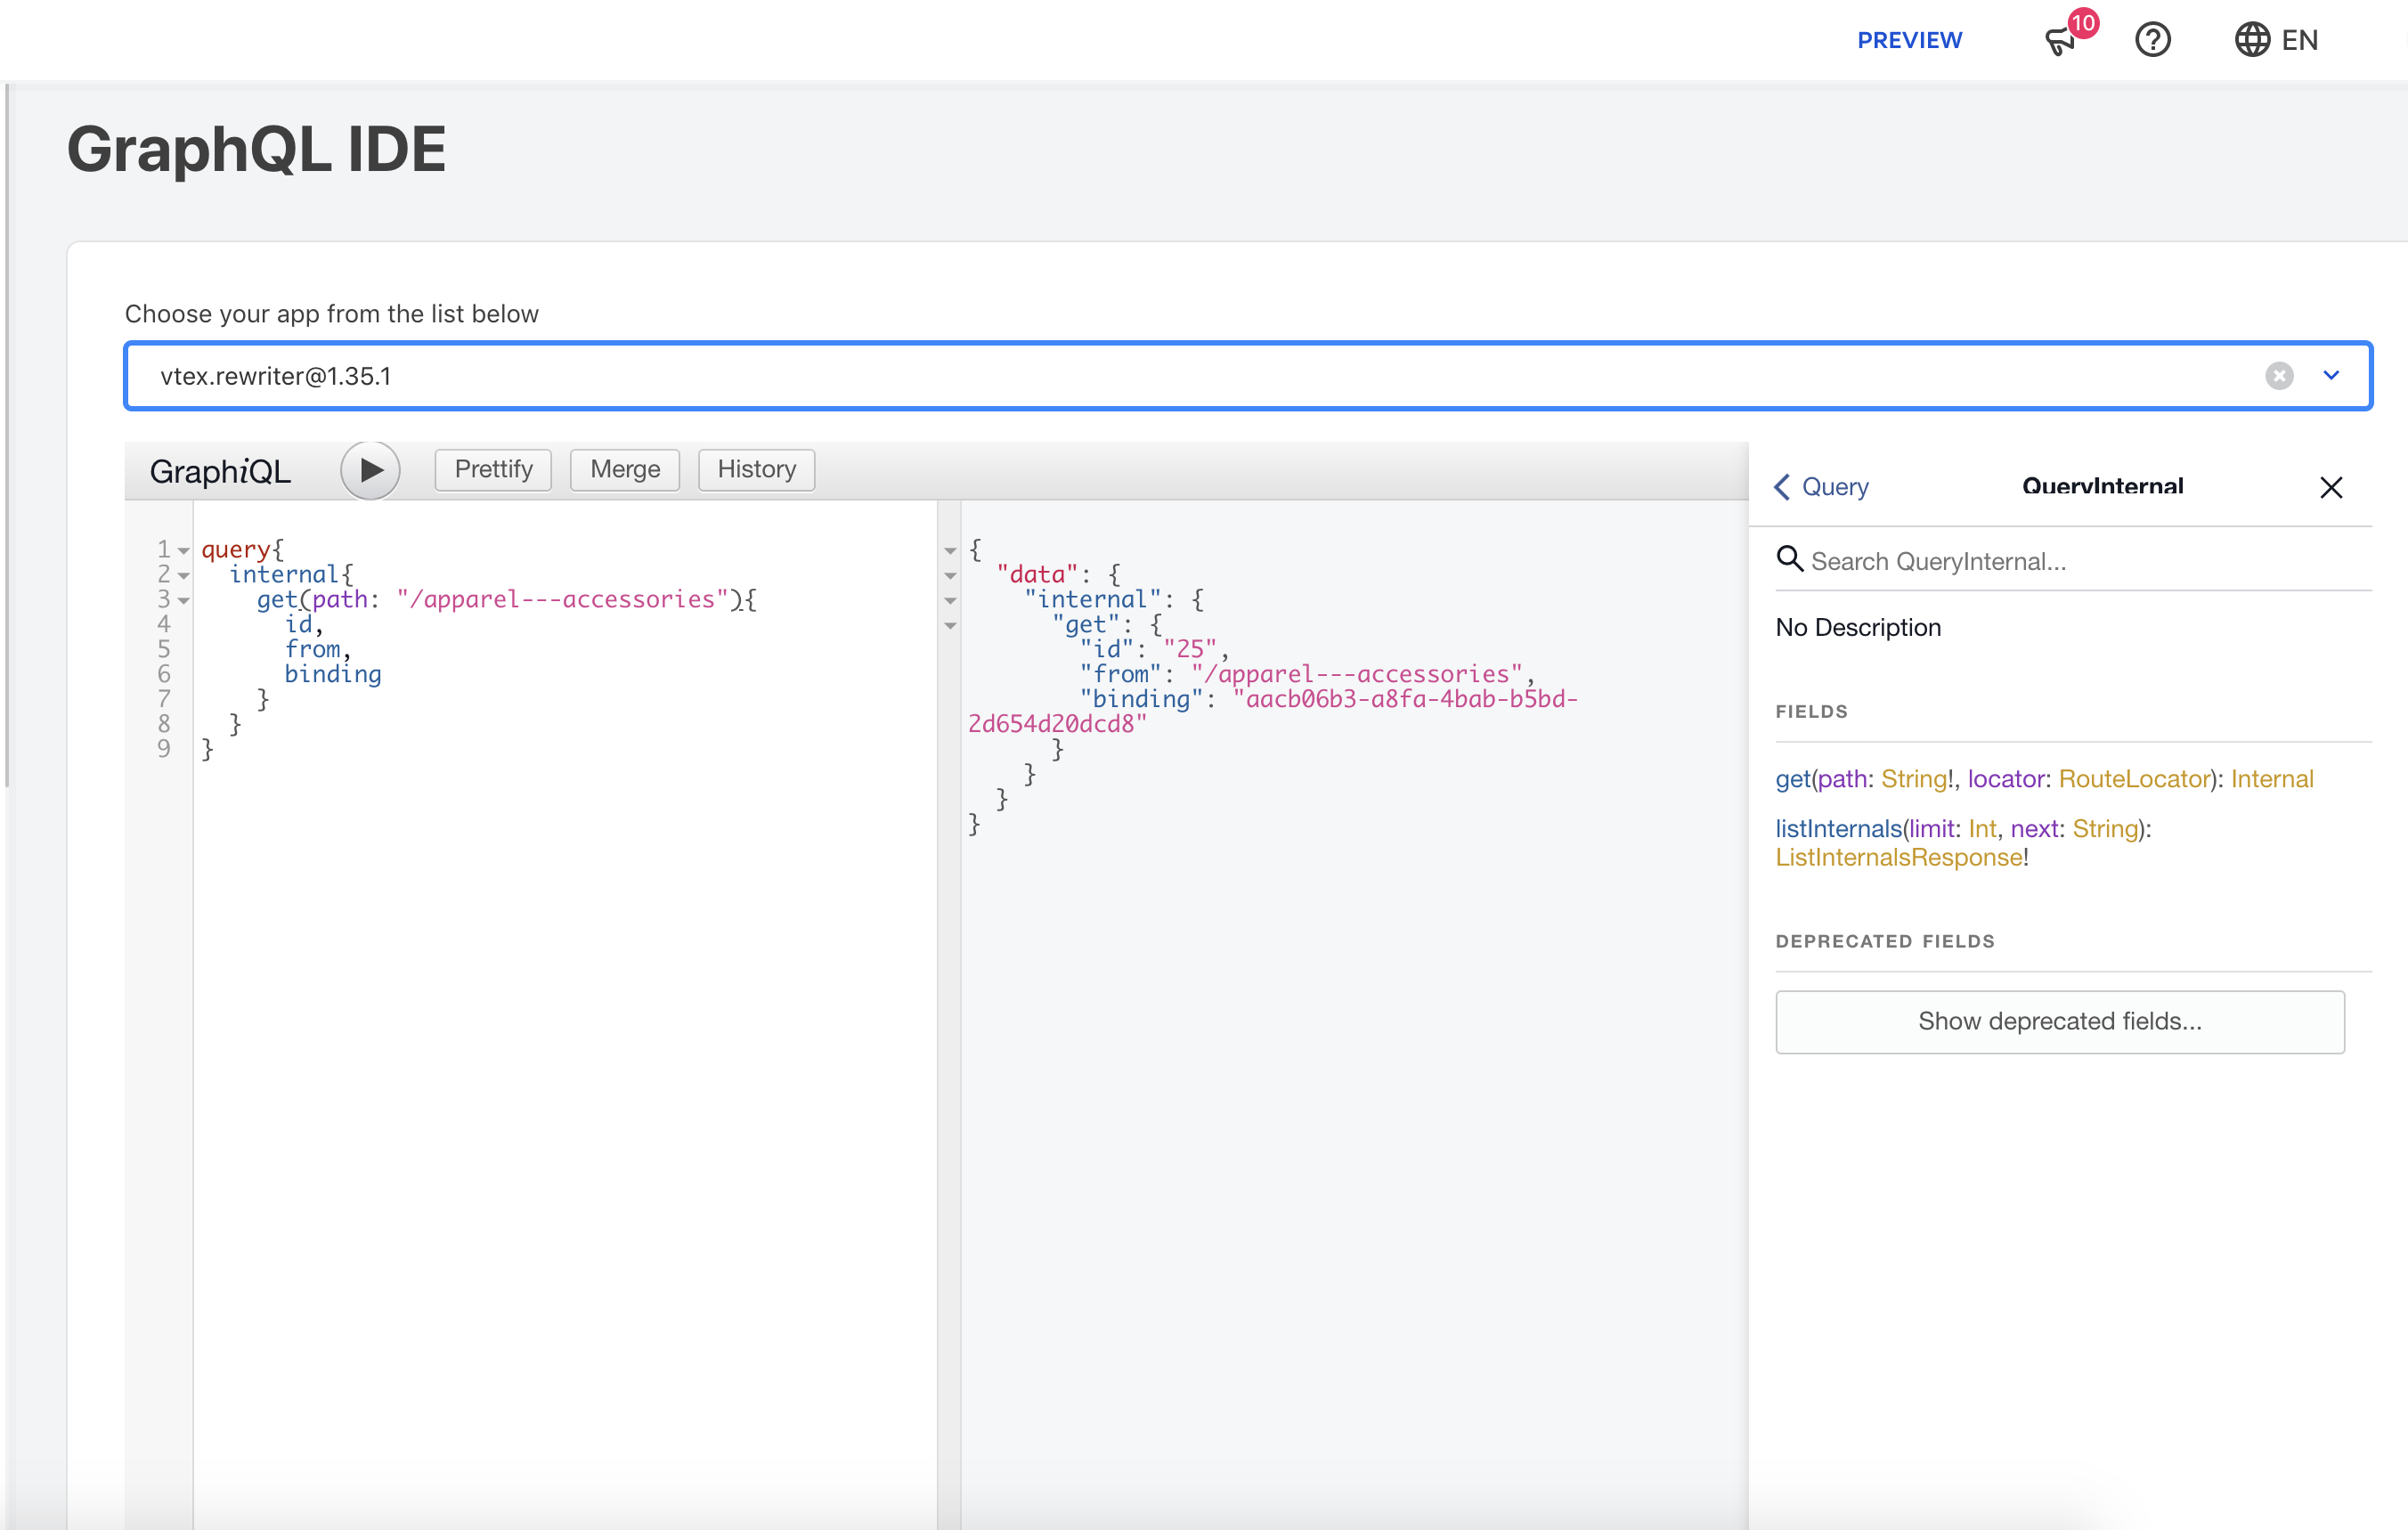 PREVIEW
10
EN
GraphQL IDE
Choose your app from the list below
vtex.rewriter@1.35.1
GraphiQL
Prettify
Merge
History
1 query{
2   internal{
3     get(path: "/apparel---accessories"){
4       id,
5       from,
6       binding
7     }
8   }
9 }
{
  "data": {
    "internal": {
      "get": {
        "id": "25",
        "from": "/apparel---accessories",
        "binding": "aacb06b3-a8fa-4bab-b5bd-
2d654d20dcd8"
      }
    }
  }
}
Query
QueryInternal
Search QueryInternal...
No Description
FIELDS
get(path: String!, locator: RouteLocator): Internal
listInternals(limit: Int, next: String):
ListInternalsResponse!
DEPRECATED FIELDS
Show deprecated fields...